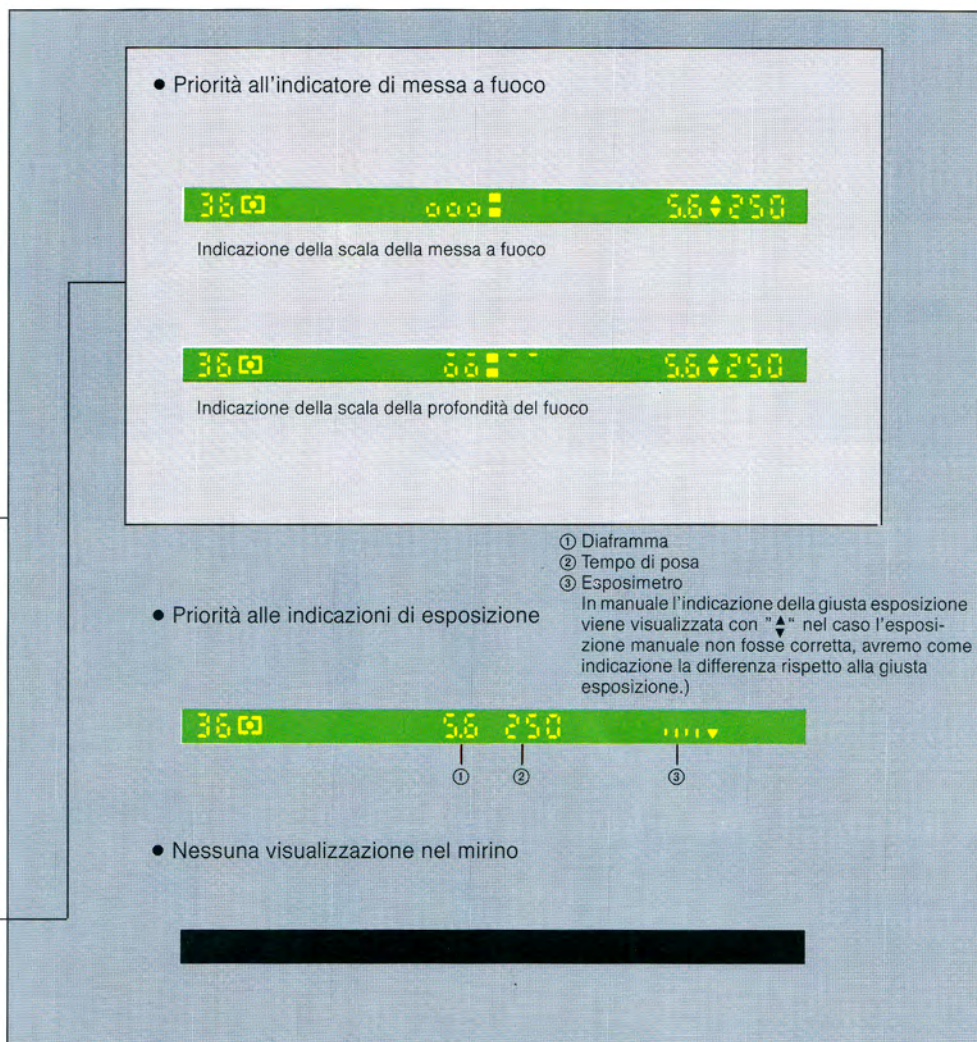 ● Priorità all'indicatore di messa a fuoco
36 5.6 250
Indicazione della scala della messa a fuoco
36 5.6 250
Indicazione della scala della profondità del fuoco
① Diaframma
② Tempo di posa
③ Esposimetro
In manuale l'indicazione della giusta esposizione
viene visualizzata con "▲▼" nel caso l'esposi-
zione manuale non fosse corretta, avremo come
indicazione la differenza rispetto alla giusta
esposizione.)
● Priorità alle indicazioni di esposizione
36 5.6 250
① ② ③
● Nessuna visualizzazione nel mirino